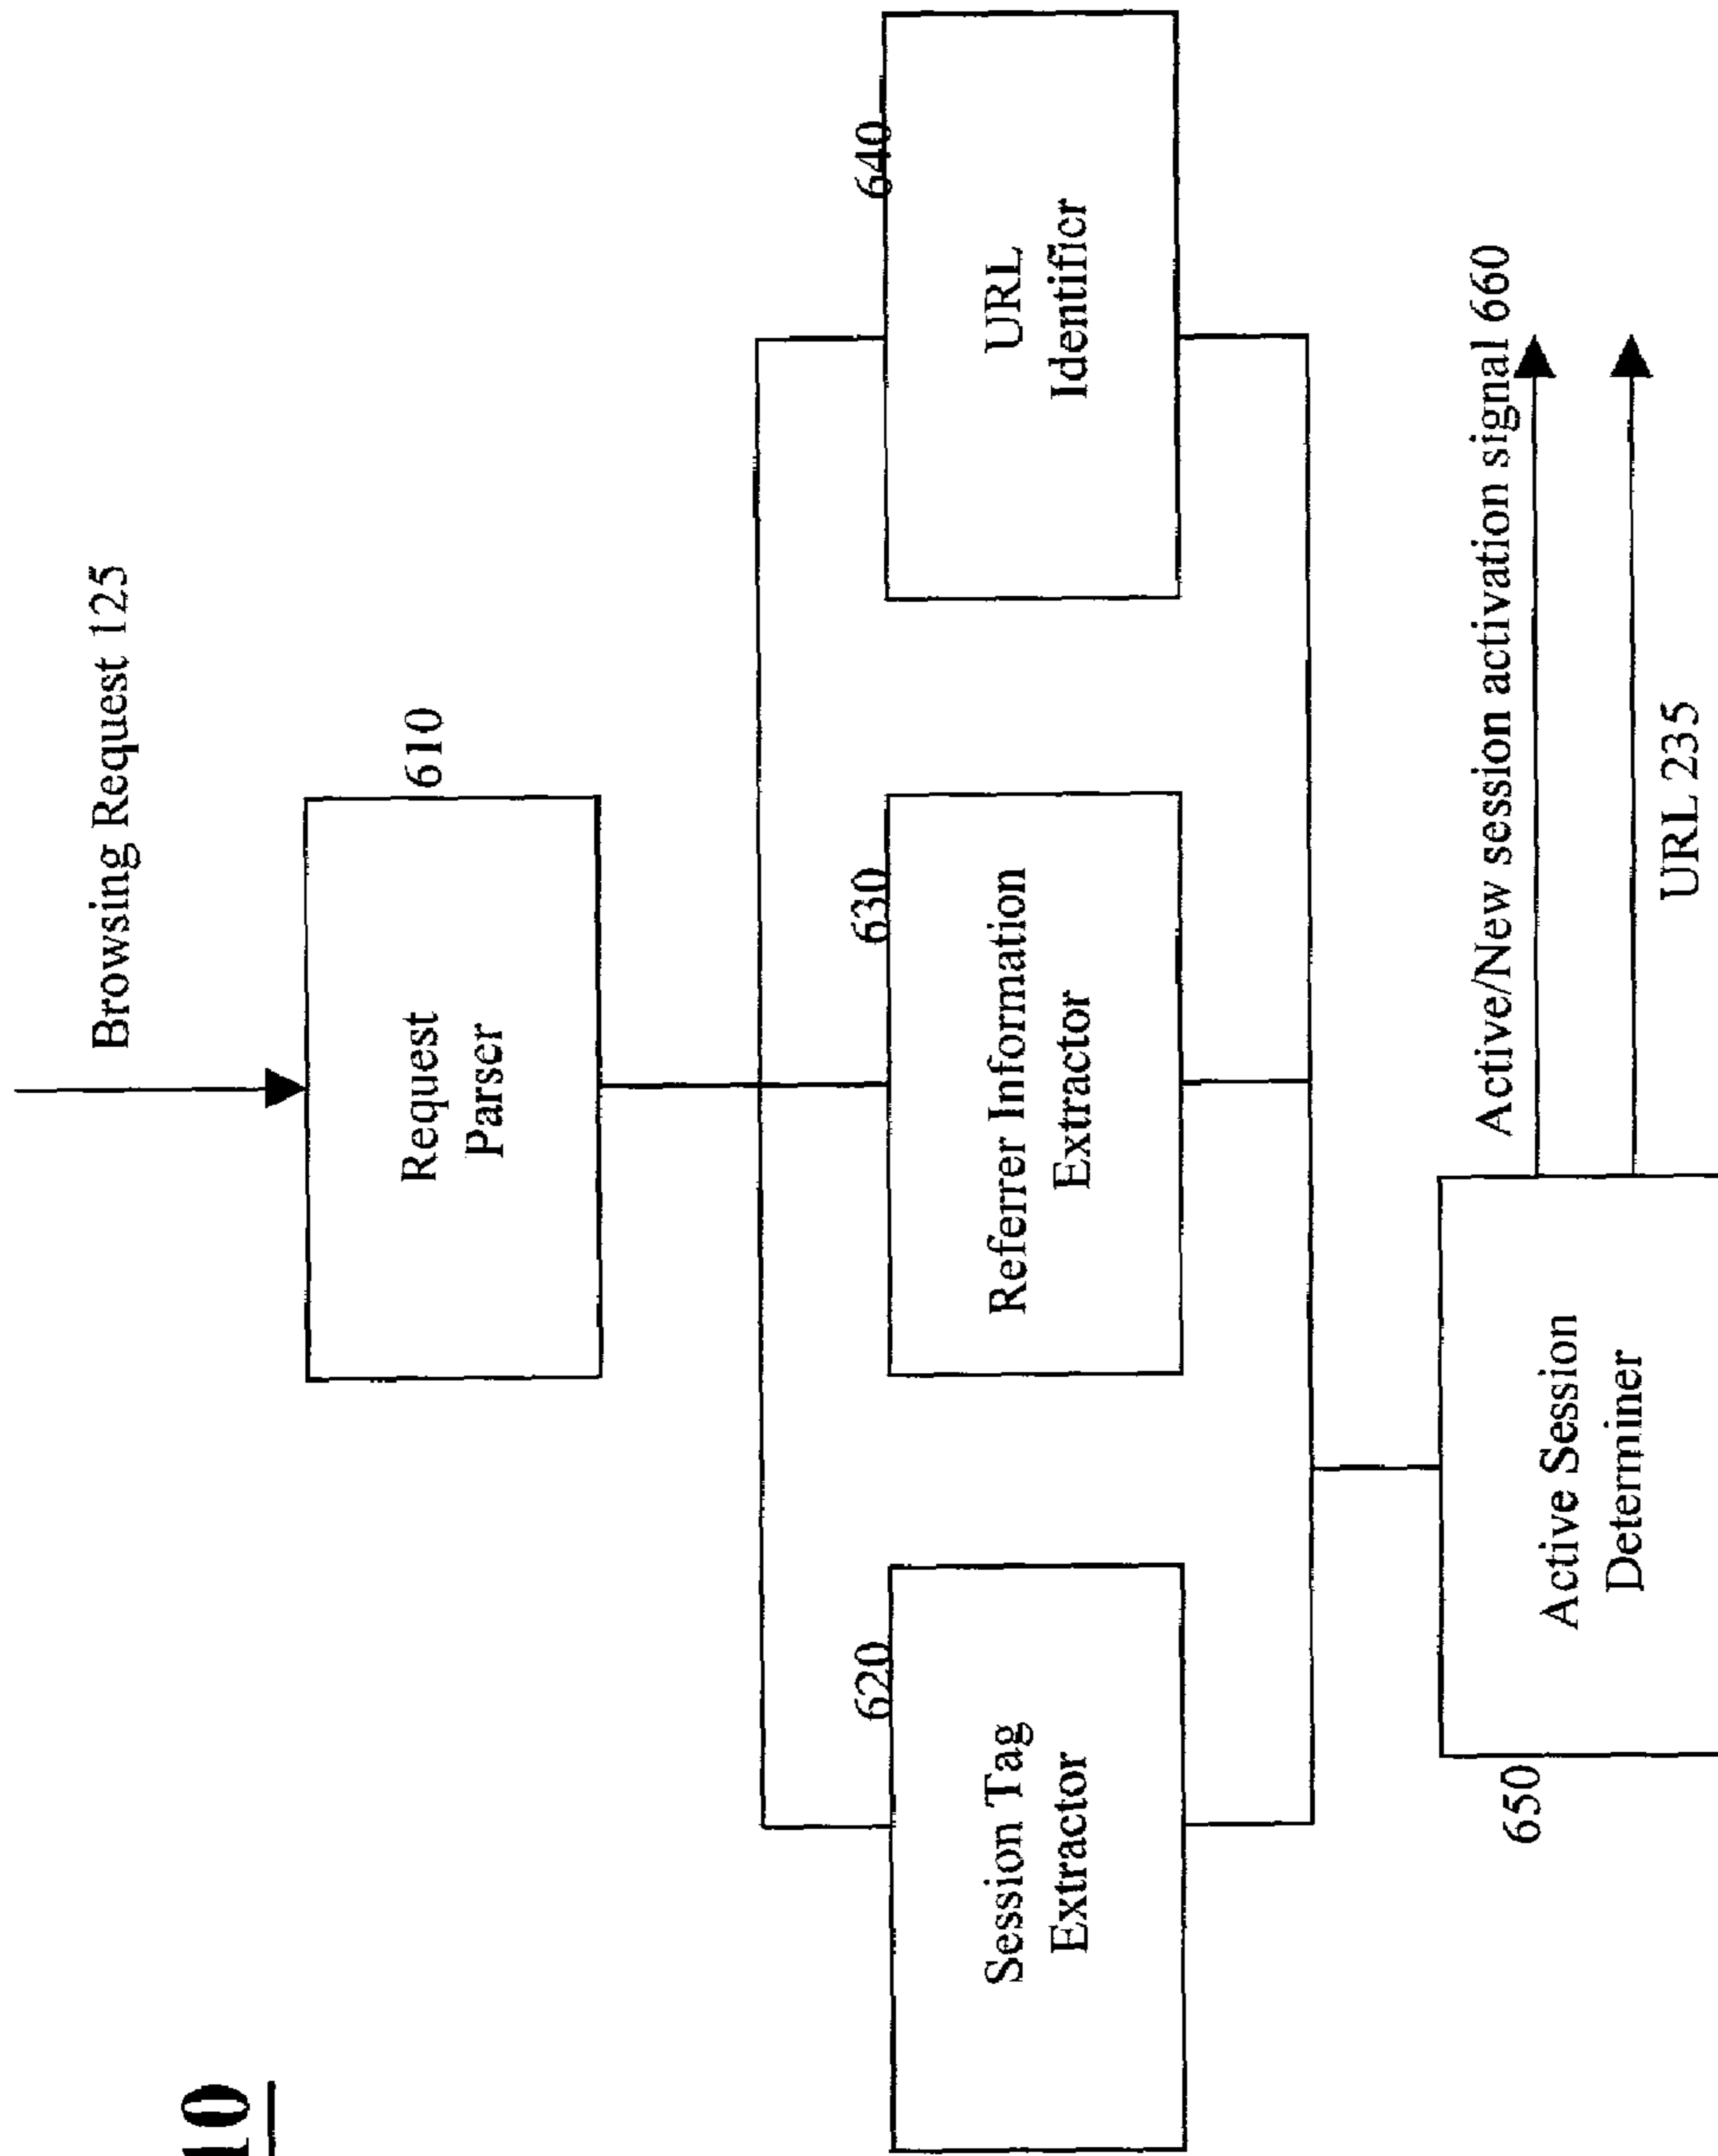 Browsing Request 125
Request
Parser
610
620
630
640
Session Tag
Extractor
Referrer Information
Extractor
URL
Identifier
650
Active Session
Determiner
Active/New session activation signal 660
URL 235